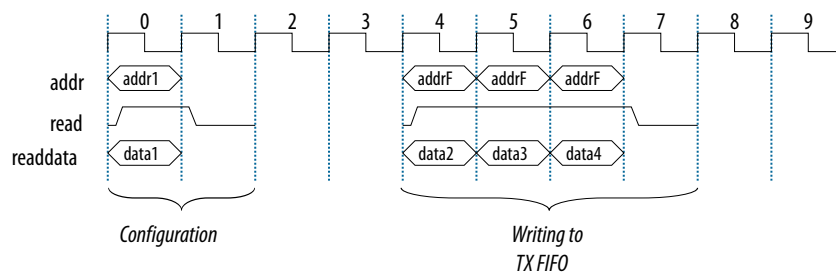 0 1 2 3 4 5 6 7 8 9
addr addr1 addrF addrF addrF
read
readdata data1 data2 data3 data4
Configuration Writing to
TX FIFO